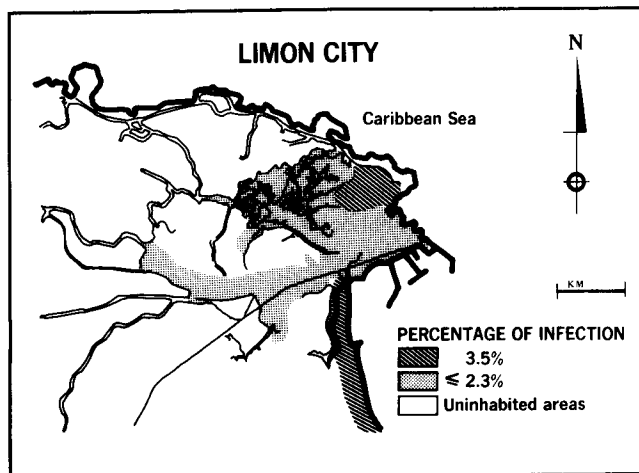 LIMON CITY
N
Caribbean Sea
KM
PERCENTAGE OF INFECTION
3.5%
≤ 2.3%
Uninhabited areas